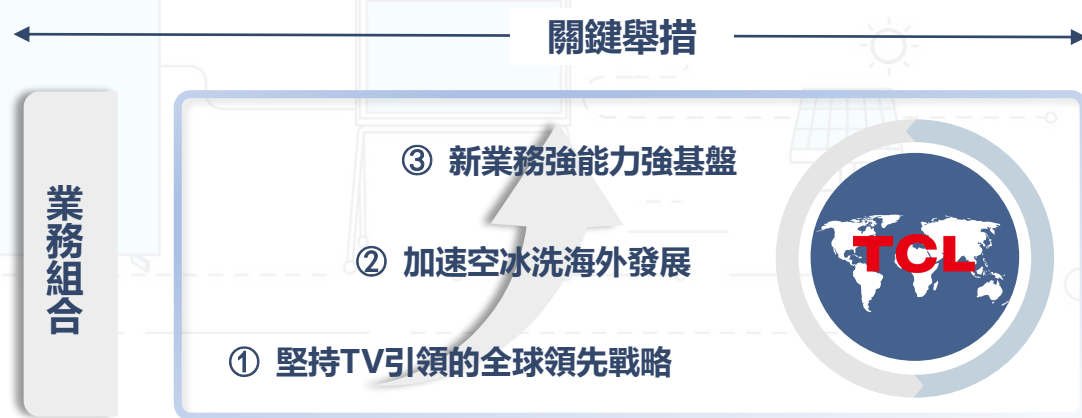 關鍵舉措
業務組合
③ 新業務強能力強基盤
② 加速空冰洗海外發展
① 堅持TV引領的全球領先戰略
TCL